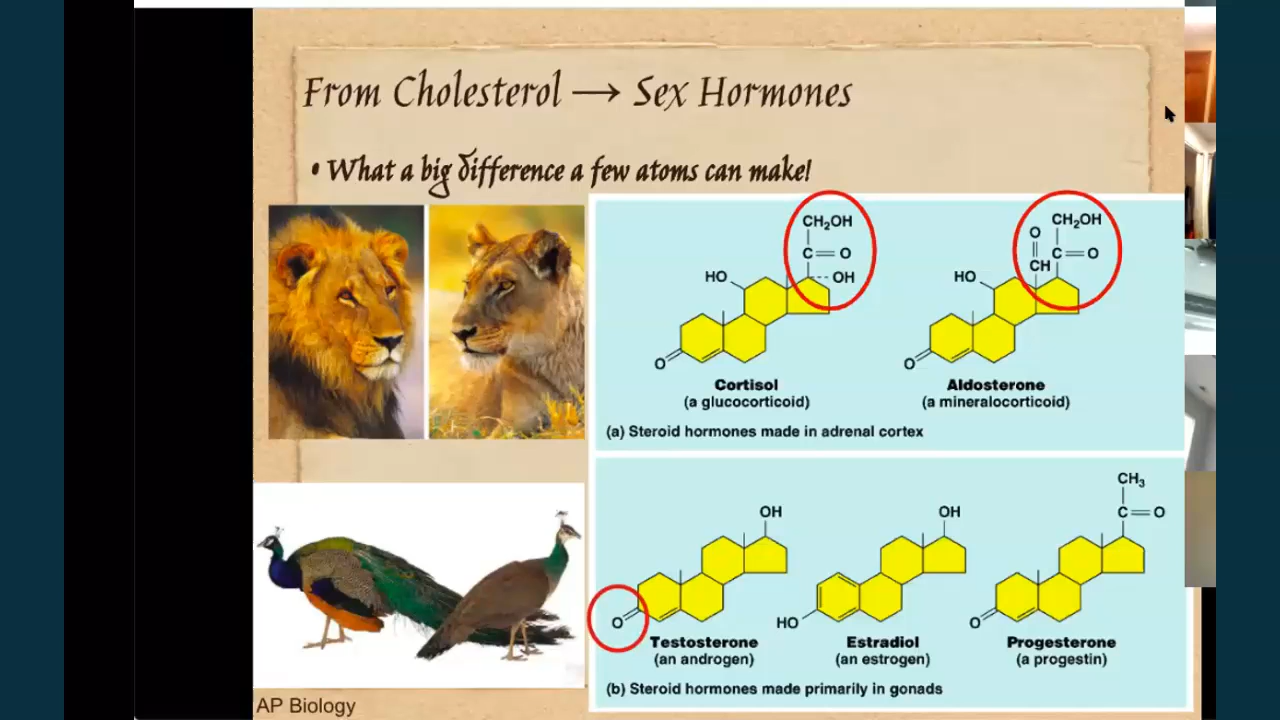 From Cholesterol → Sex Hormones
• What a big difference a few atoms can make!
CH₂OH
C=O
HO
OH
O
Cortisol
(a glucocorticoid)
CH₂OH
O
C=O
CH
HO
O
Aldosterone
(a mineralocorticoid)
(a) Steroid hormones made in adrenal cortex
OH
O
Testosterone
(an androgen)
OH
HO
Estradiol
(an estrogen)
CH₃
C=O
O
Progesterone
(a progestin)
(b) Steroid hormones made primarily in gonads
AP Biology